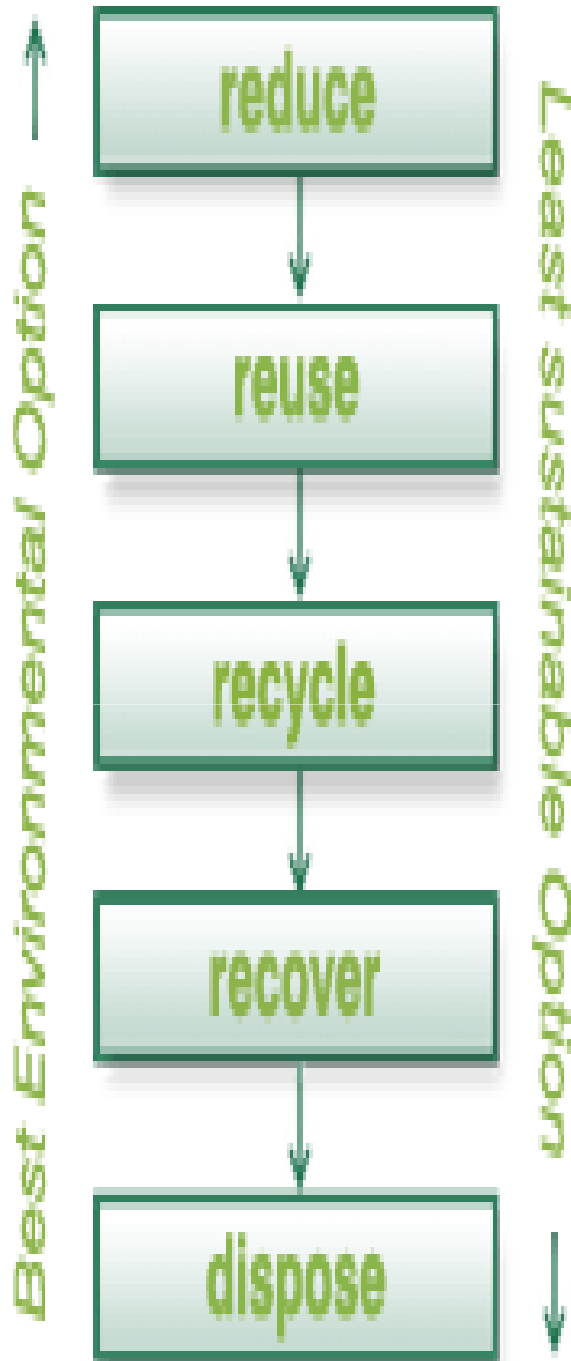 reduce
reuse
recycle
recover
dispose
Best Environmental Option
Least sustainable Option